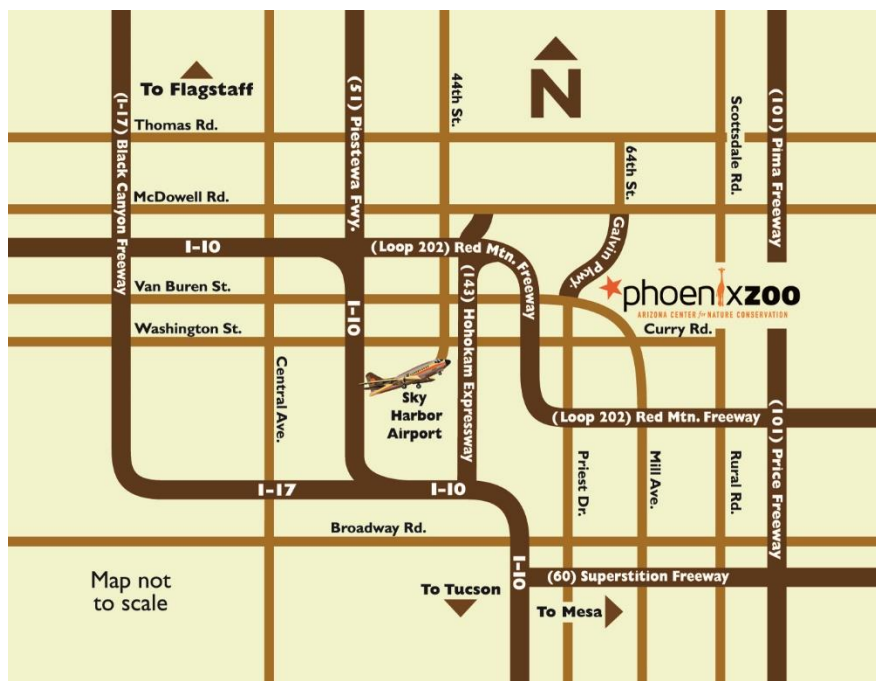 To Flagstaff
(I-17) Black Canyon Freeway
(51) Piestewa Fwy.
44th St.
N
64th St.
Scottsdale Rd.
(101) Pima Freeway
Thomas Rd.
McDowell Rd.
I-10
(Loop 202) Red Mtn. Freeway
Galvin Pkwy.
Van Buren St.
phoenixzoo
ARIZONA CENTER for NATURE CONSERVATION
Washington St.
I-10
(143) Hohokam Expressway
Curry Rd.
Central Ave.
Sky
Harbor
Airport
(Loop 202) Red Mtn. Freeway
(101) Price Freeway
Priest Dr.
Mill Ave.
Rural Rd.
I-17
I-10
Broadway Rd.
I-10
(60) Superstition Freeway
Map not
to scale
To Tucson
To Mesa